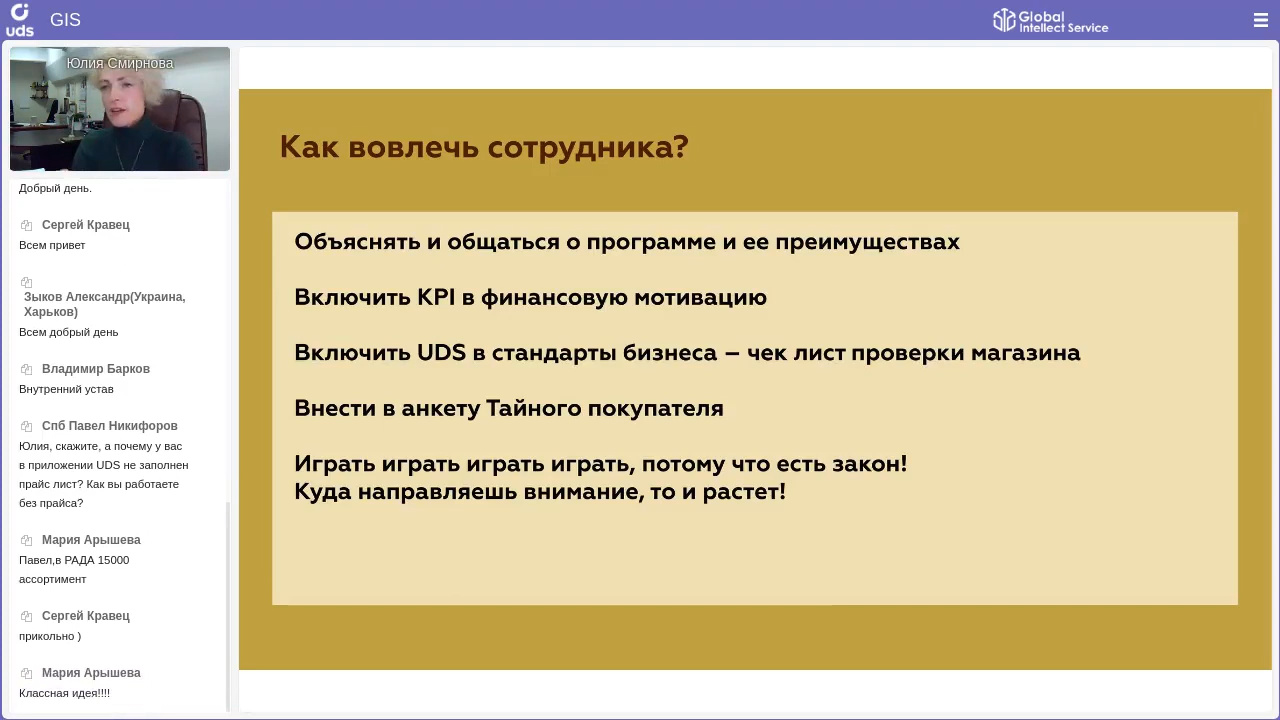 uds
GIS
Global
Intellect Service
Юлия Смирнова
Добрый день.
Сергей Кравец
Всем привет
Зыков Александр(Украина,
Харьков)
Всем добрый день
Владимир Барков
Внутренний устав
Спб Павел Никифоров
Юлия, скажите, а почему у вас
в приложении UDS не заполнен
прайс лист? Как вы работаете
без прайса?
Мария Арышева
Павел,в РАДА 15000
ассортимент
Сергей Кравец
прикольно )
Мария Арышева
Классная идея!!!!
Как вовлечь сотрудника?
Объяснять и общаться о программе и ее преимуществах
Включить KPI в финансовую мотивацию
Включить UDS в стандарты бизнеса – чек лист проверки магазина
Внести в анкету Тайного покупателя
Играть играть играть играть, потому что есть закон!
Куда направляешь внимание, то и растет!